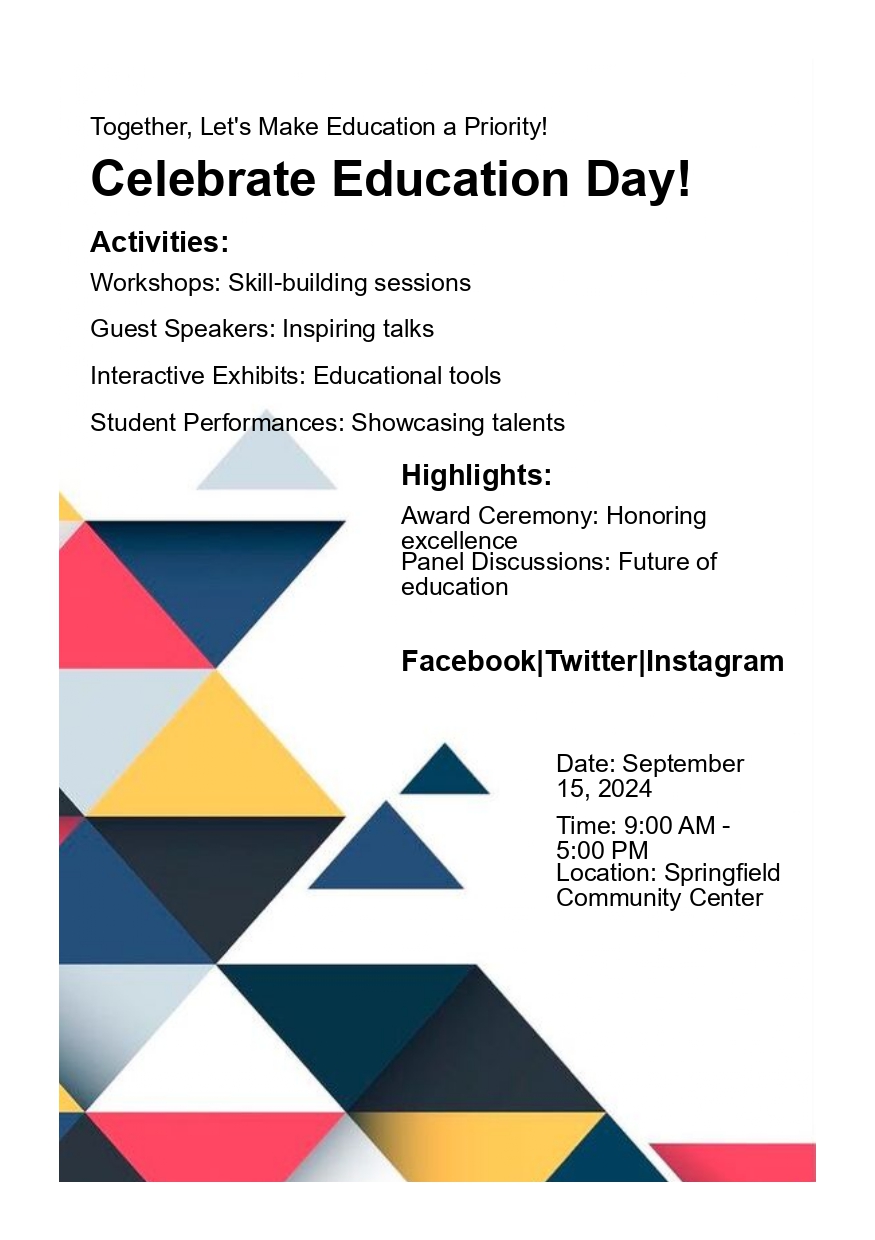 Together, Let's Make Education a Priority!
Celebrate Education Day!
Activities:
Workshops: Skill-building sessions
Guest Speakers: Inspiring talks
Interactive Exhibits: Educational tools
Student Performances: Showcasing talents
Highlights:
Award Ceremony: Honoring
excellence
Panel Discussions: Future of
education
Facebook|Twitter|Instagram
Date: September
15, 2024
Time: 9:00 AM -
5:00 PM
Location: Springfield
Community Center